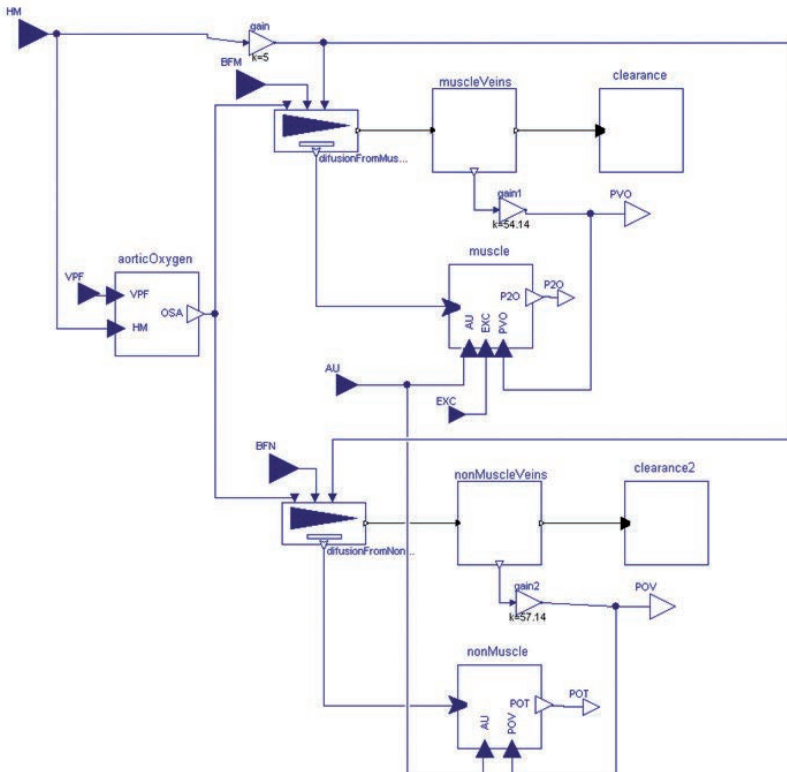 HM
gain
k=5
BFM
muscleVeins
clearance
difusionFromMus...
gain1
k=54.14
PVO
aorticOxygen
muscle
VPF
VPF
OSA
HM
P2O
P2O
AU
EXC
PVO
AU
EXC
BFN
nonMuscleVeins
clearance2
difusionFromNon...
gain2
k=57.14
POV
nonMuscle
POT
POT
AU
POV